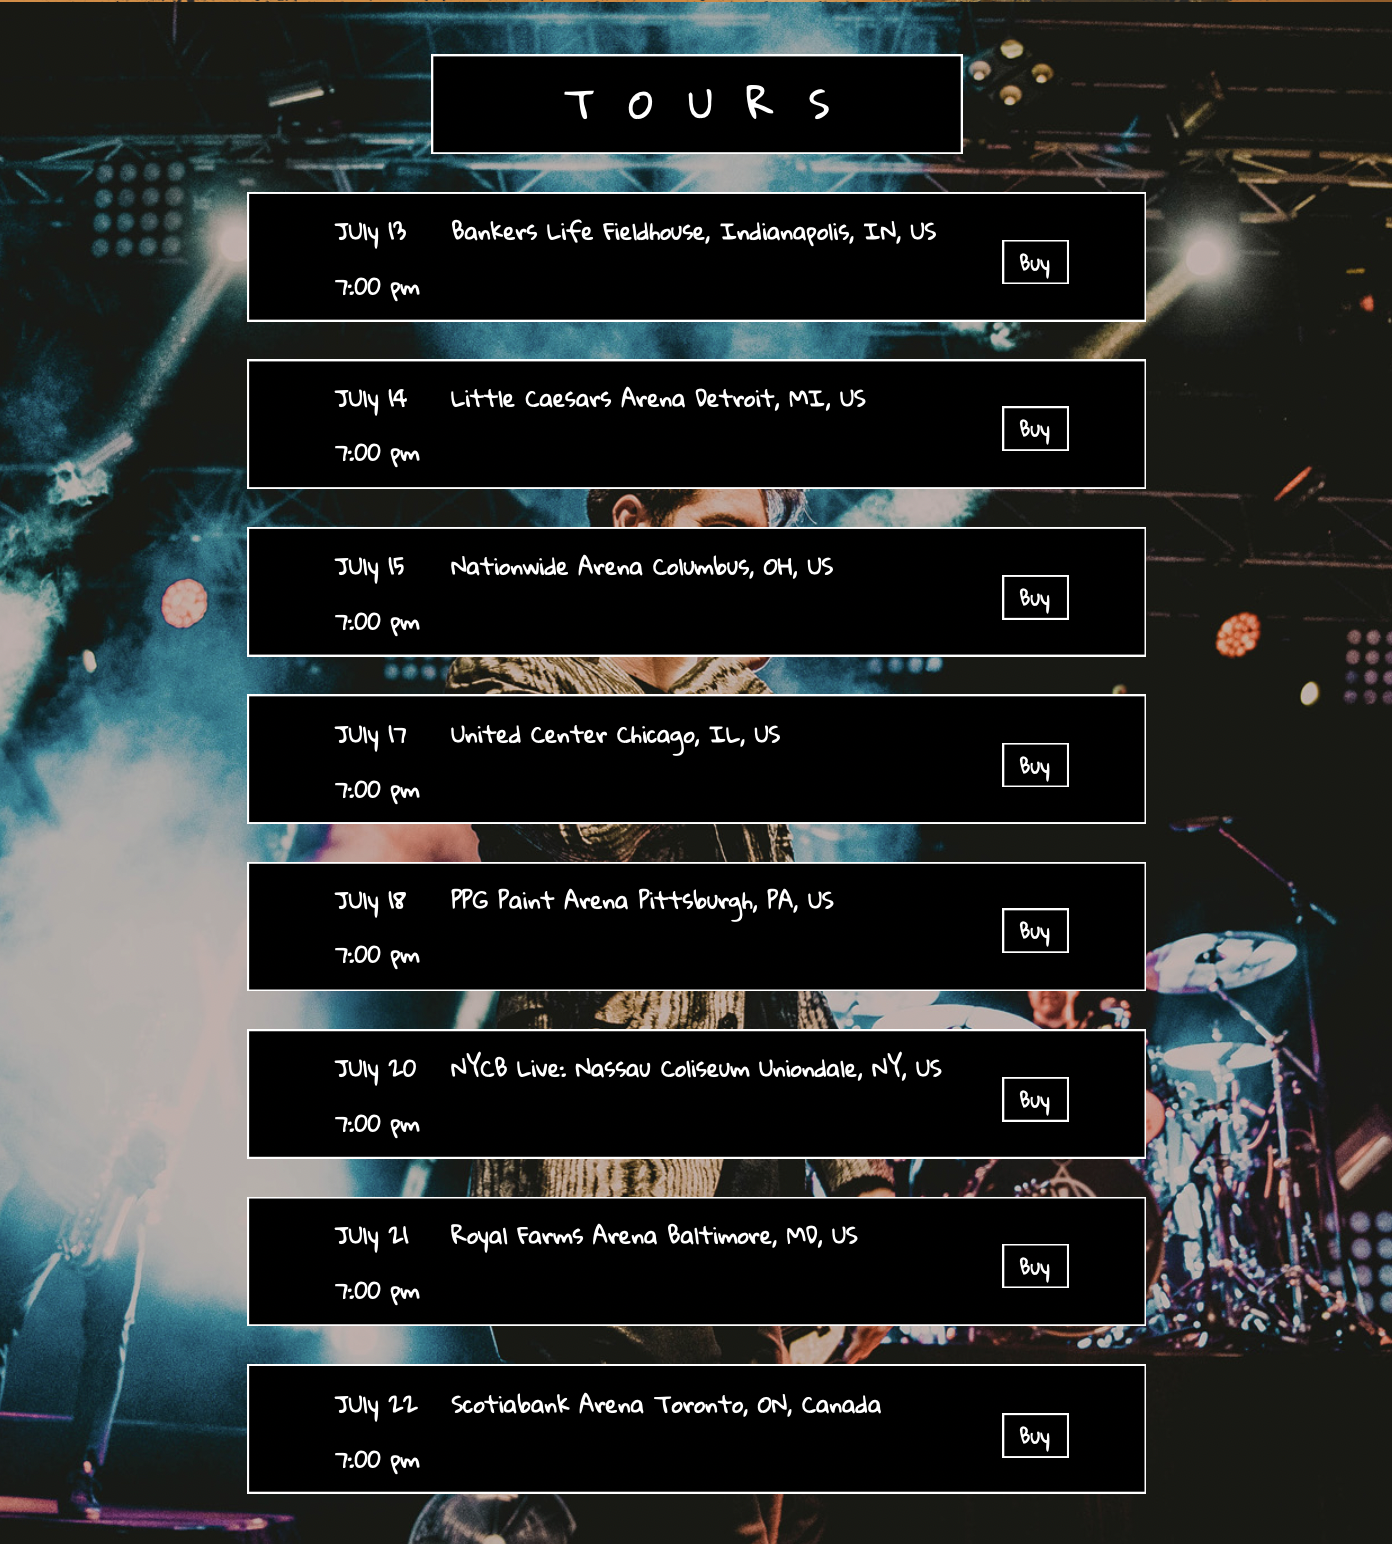 TOURS
July 13 Bankers Life Fieldhouse, Indianapolis, IN, US
7:00 pm
Buy
July 14 Little Caesars Arena Detroit, MI, US
7:00 pm
Buy
July 15 Nationwide Arena Columbus, OH, US
7:00 pm
Buy
July 17 United Center Chicago, IL, US
7:00 pm
Buy
July 18 PPG Paint Arena Pittsburgh, PA, US
7:00 pm
Buy
July 20 NYCB Live: Nassau Coliseum Uniondale, NY, US
7:00 pm
Buy
July 21 Royal Farms Arena Baltimore, MD, US
7:00 pm
Buy
July 22 Scotiabank Arena Toronto, ON, Canada
7:00 pm
Buy